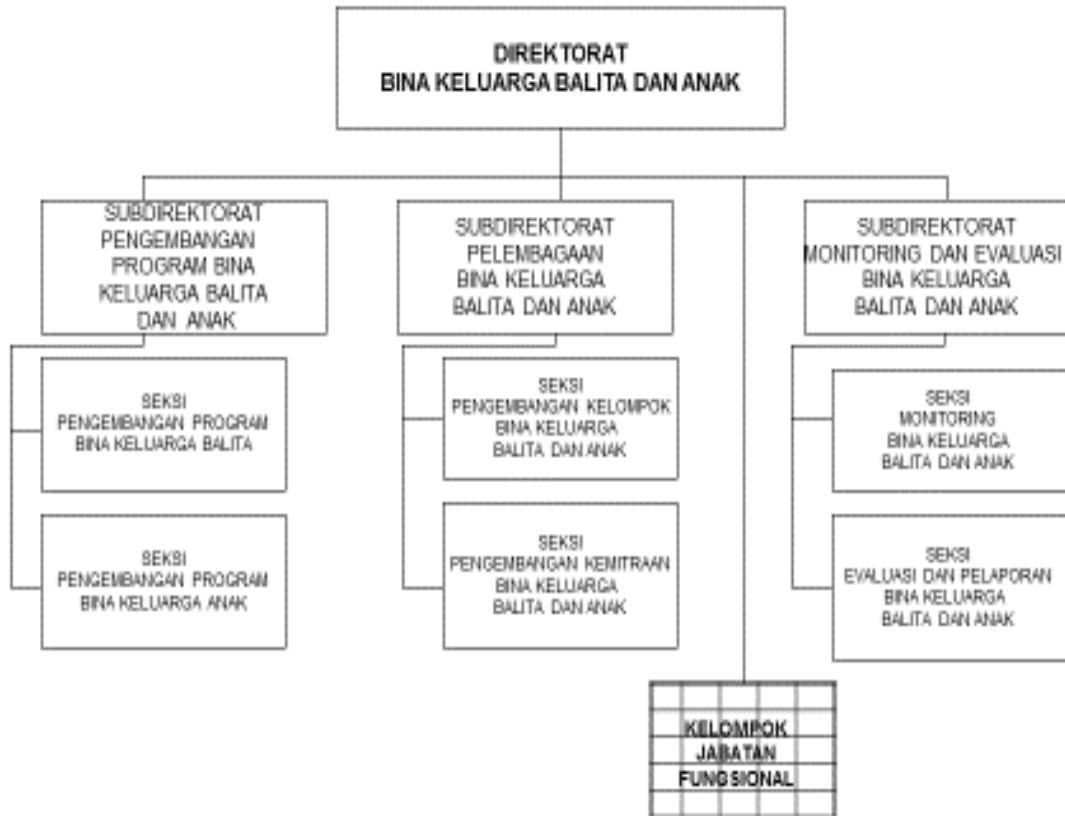 DIREKTORAT
BINA KELUARGA BALITA DAN ANAK
SUBDIREKTORAT
PENGEMBANGAN
PROGRAM BINA
KELUARGA BALITA
DAN ANAK
SUBDIREKTORAT
PELEMBAGAAN
BINA KELUARGA
BALITA DAN ANAK
SUBDIREKTORAT
MONITORING DAN EVALUASI
BINA KELUARGA
BALITA DAN ANAK
SEKSI
PENGEMBANGAN PROGRAM
BINA KELUARGA BALITA
SEKSI
PENGEMBANGAN KELOMPOK
BINA KELUARGA
BALITA DAN ANAK
SEKSI
MONITORING
BINA KELUARGA
BALITA DAN ANAK
SEKSI
PENGEMBANGAN PROGRAM
BINA KELUARGA ANAK
SEKSI
PENGEMBANGAN KEMITRAAN
BINA KELUARGA
BALITA DAN ANAK
SEKSI
EVALUASI DAN PELAPORAN
BINA KELUARGA
BALITA DAN ANAK
KELOMPOK
JABATAN
FUNGSIONAL